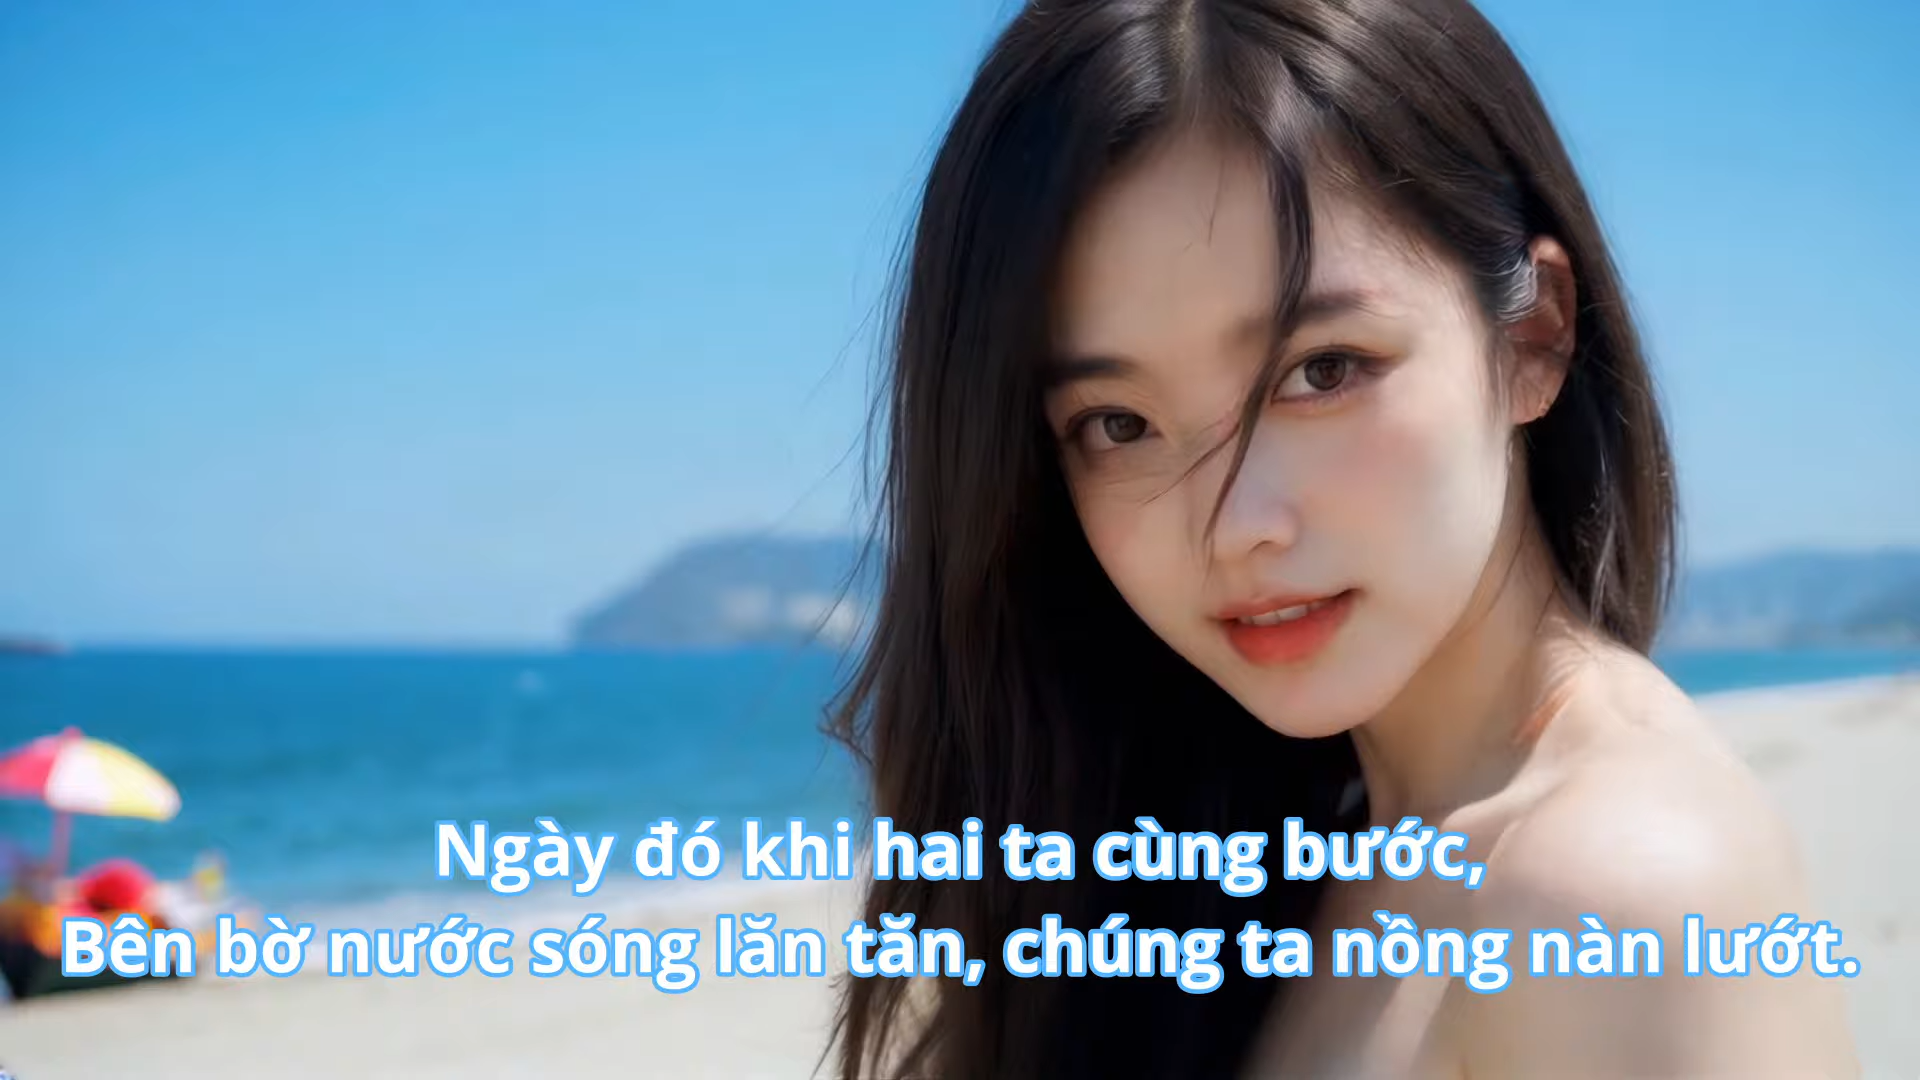 Ngày đó khi hai ta cùng bước,
Bên bờ nước sóng lăn tăn, chúng ta nồng nàn lướt.